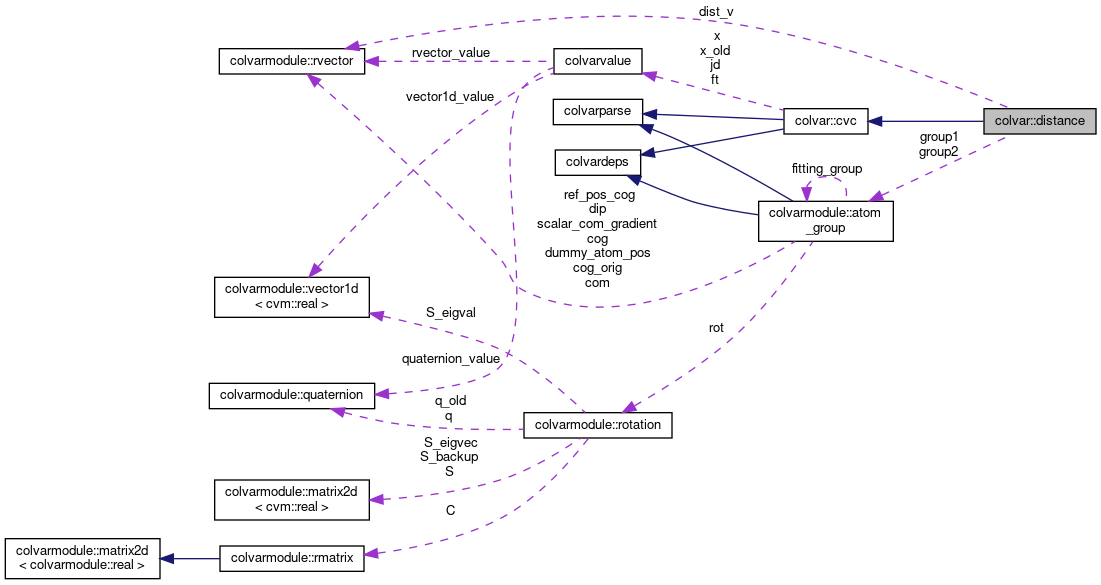 dist_v
x
x_old
jd
ft
rvector_value
colvarmodule::rvector
colvarvalue
vector1d_value
colvarparse
colvar::cvc
colvar::distance
group1
group2
colvardeps
fitting_group
ref_pos_cog
dip
scalar_com_gradient
cog
dummy_atom_pos
cog_orig
com
colvarmodule::atom
_group
colvarmodule::vector1d
< cvm::real >
S_eigval
rot
quaternion_value
colvarmodule::quaternion
q_old
q
colvarmodule::rotation
S_eigvec
S_backup
S
colvarmodule::matrix2d
< cvm::real >
C
colvarmodule::matrix2d
< colvarmodule::real >
colvarmodule::rmatrix